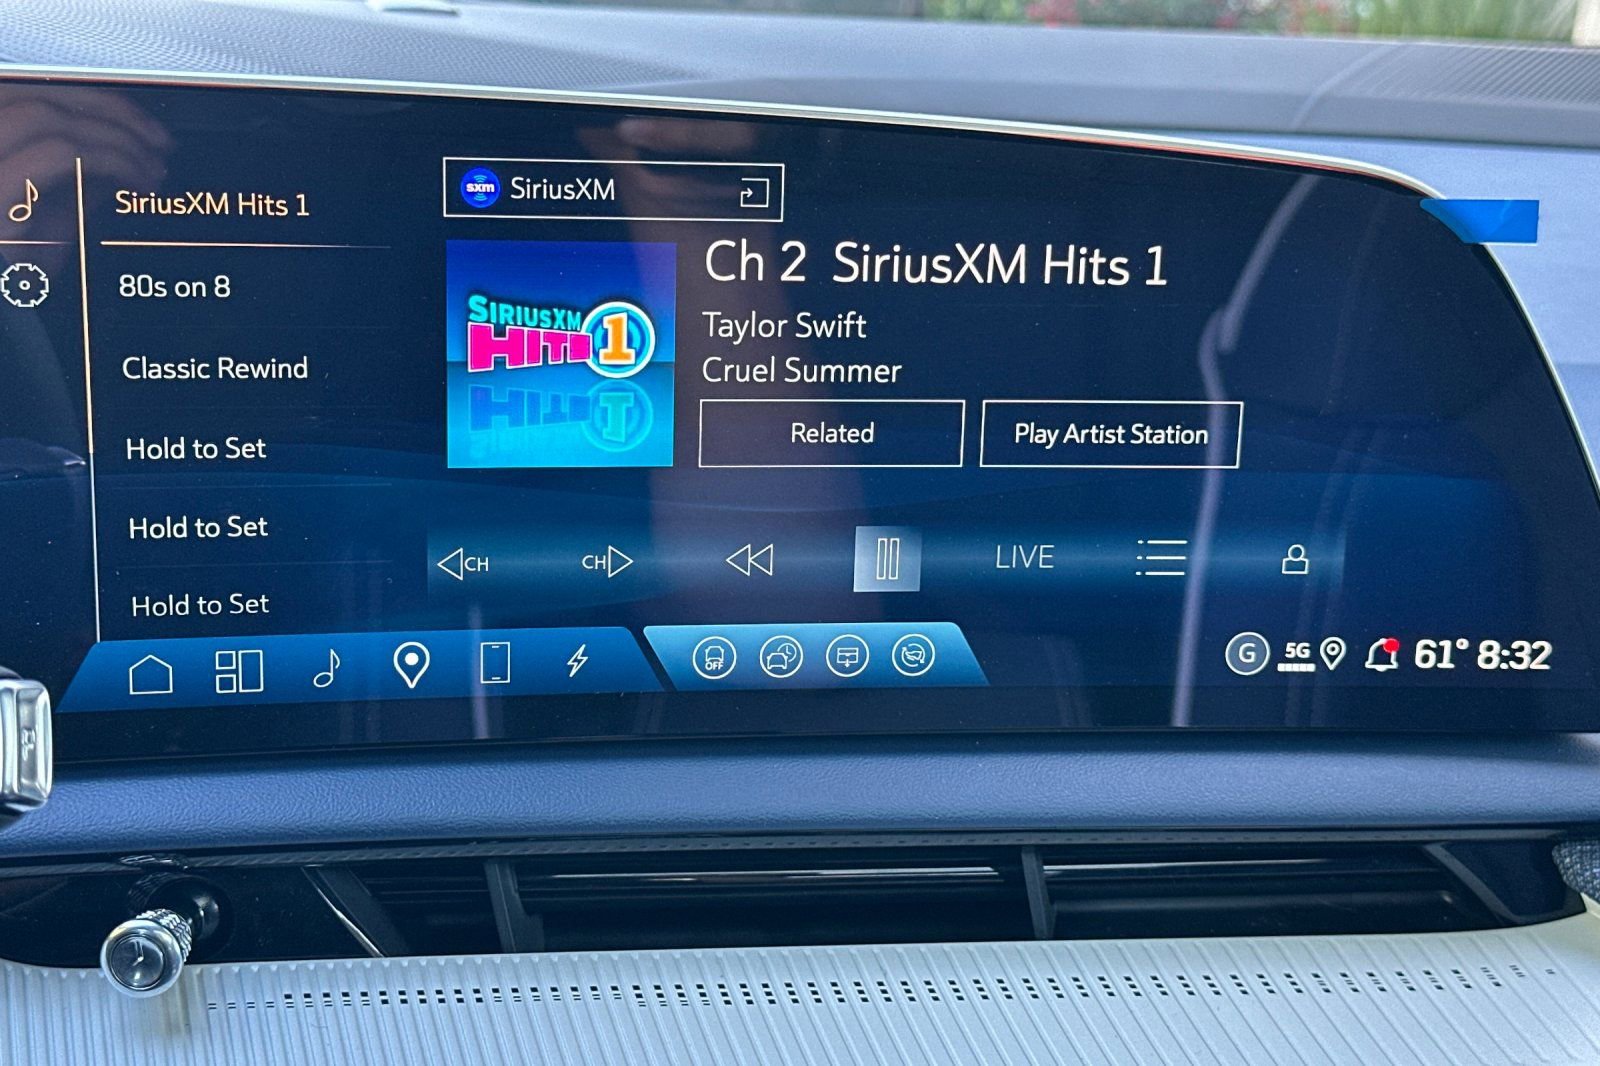 SiriusXM Hits 1
80s on 8
Classic Rewind
Hold to Set
Hold to Set
Hold to Set
sxm SiriusXM
SIRIUSXM
HITS 1
Ch 2 SiriusXM Hits 1
Taylor Swift
Cruel Summer
Related
Play Artist Station
CH
CH
LIVE
OFF
G 5G 61° 8:32